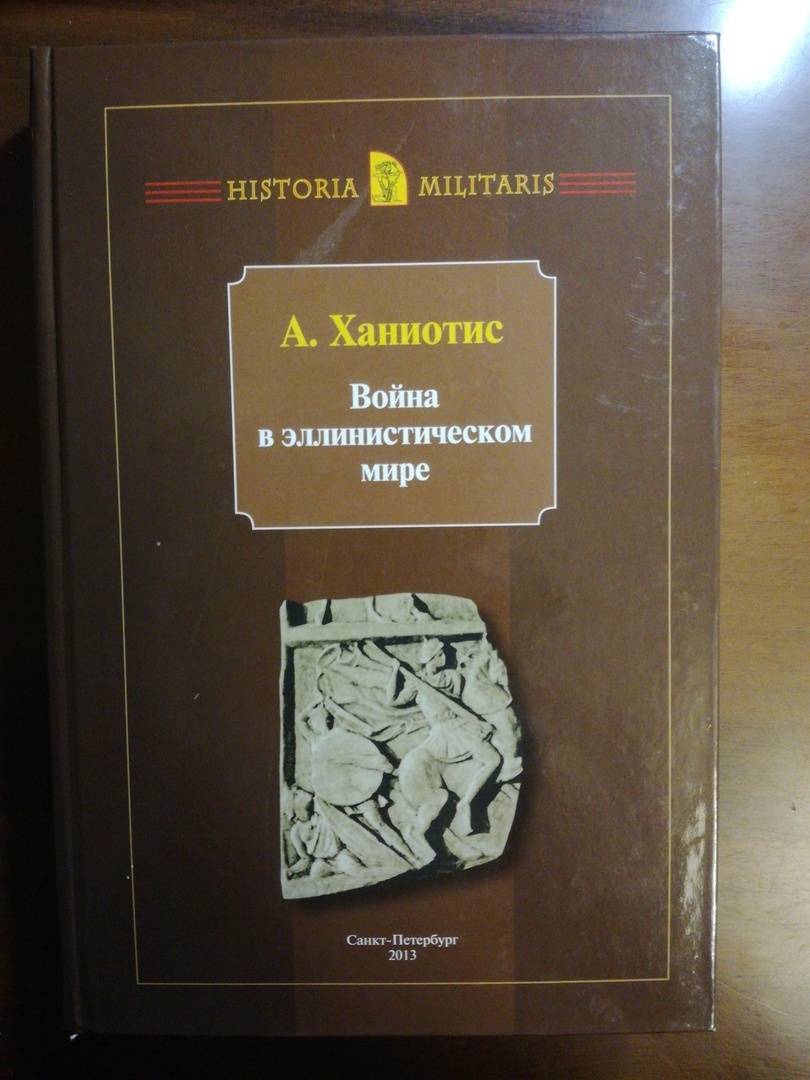 HISTORIA MILITARIS
А. Ханиотис
Война
в эллинистическом
мире
Санкт-Петербург
2013